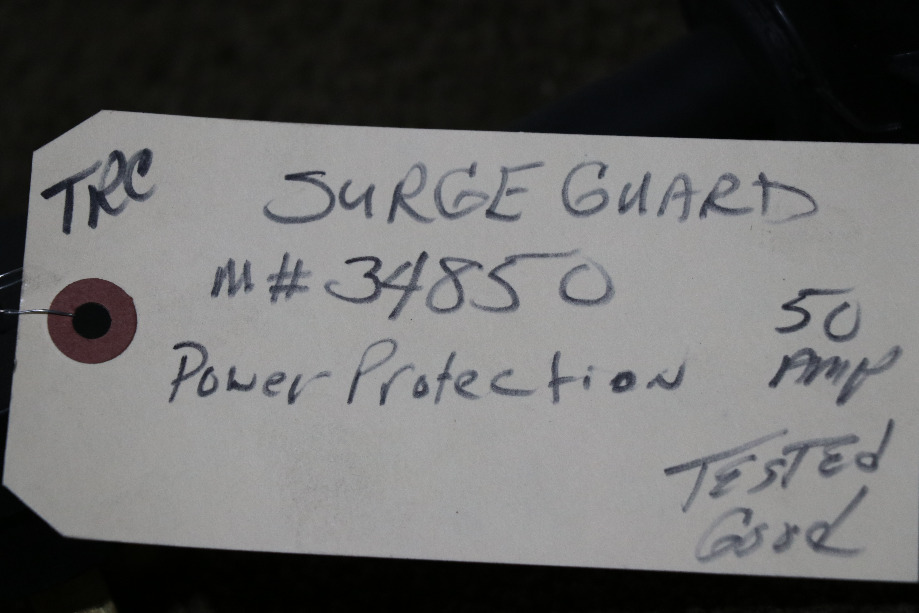 TRC
SURGE GUARD
M# 34850
Power Protection
50
Amp
TESTEd
Good